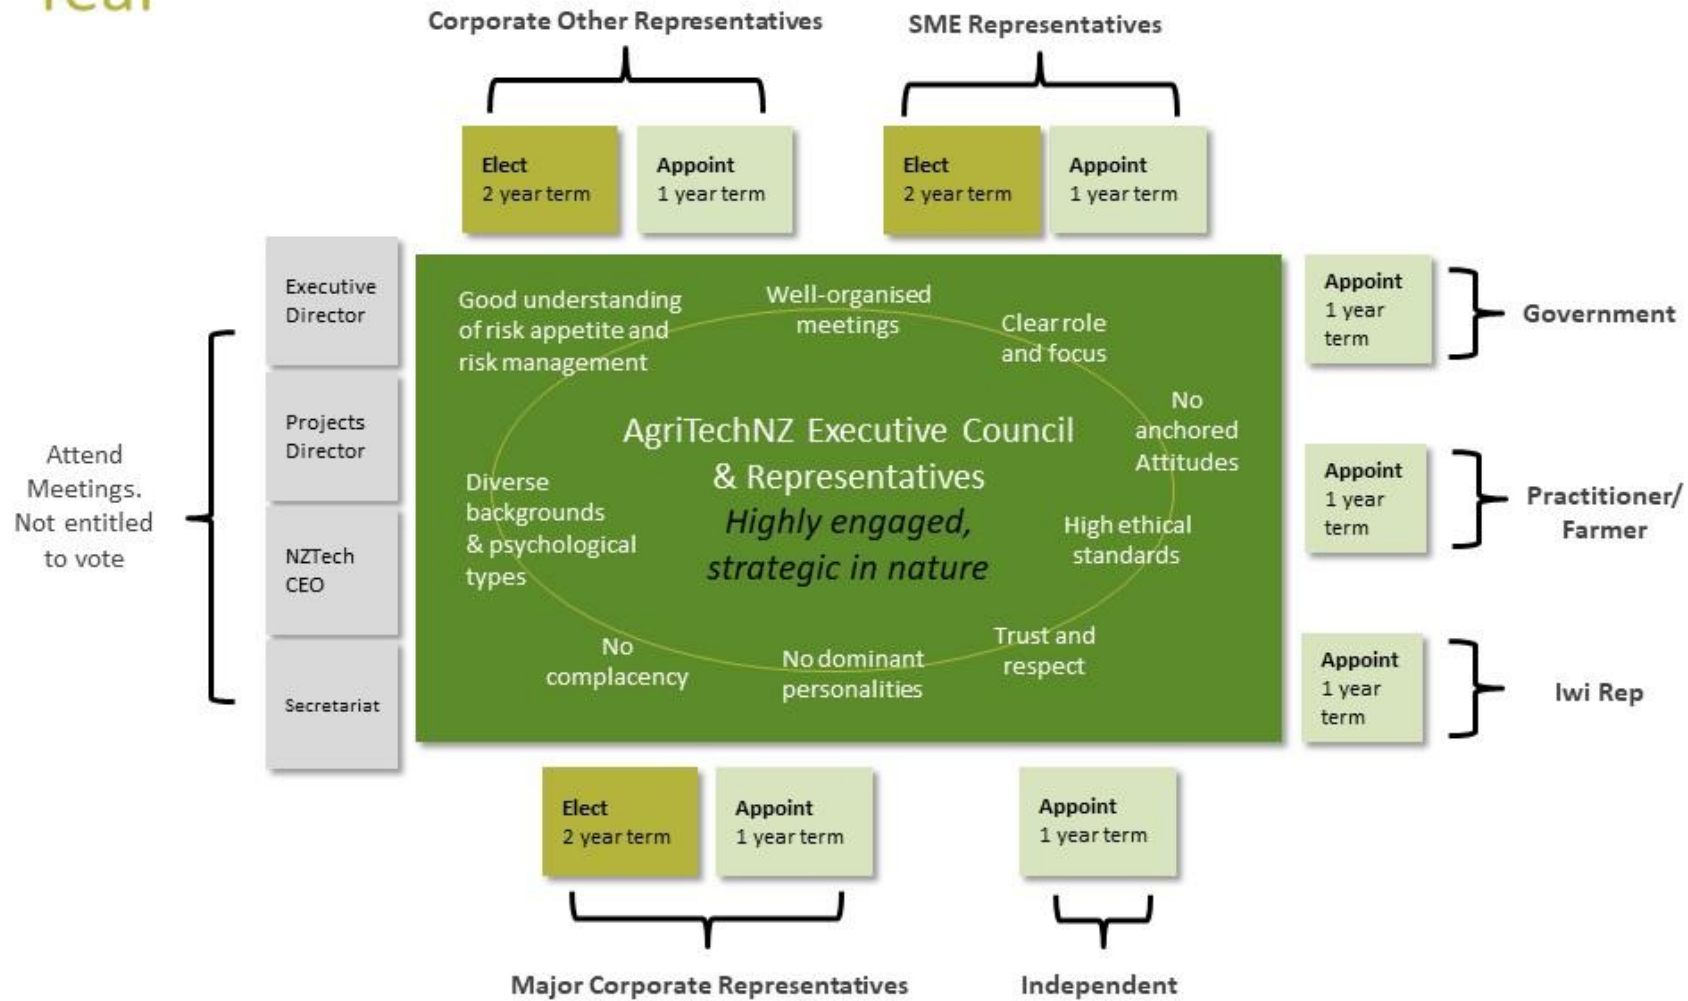 Year
Corporate Other Representatives
SME Representatives
Elect
2 year term
Appoint
1 year term
Elect
2 year term
Appoint
1 year term
Attend
Meetings.
Not entitled
to vote
Executive
Director
Projects
Director
NZTech
CEO
Secretariat
Good understanding
of risk appetite and
risk management
Well-organised
meetings
Clear role
and focus
No
anchored
Attitudes
AgriTechNZ Executive Council
& Representatives
Highly engaged,
strategic in nature
Diverse
backgrounds
& psychological
types
High ethical
standards
No
complacency
No dominant
personalities
Trust and
respect
Appoint
1 year
term
Government
Appoint
1 year
term
Practitioner/
Farmer
Appoint
1 year
term
Iwi Rep
Elect
2 year term
Appoint
1 year term
Appoint
1 year term
Major Corporate Representatives
Independent